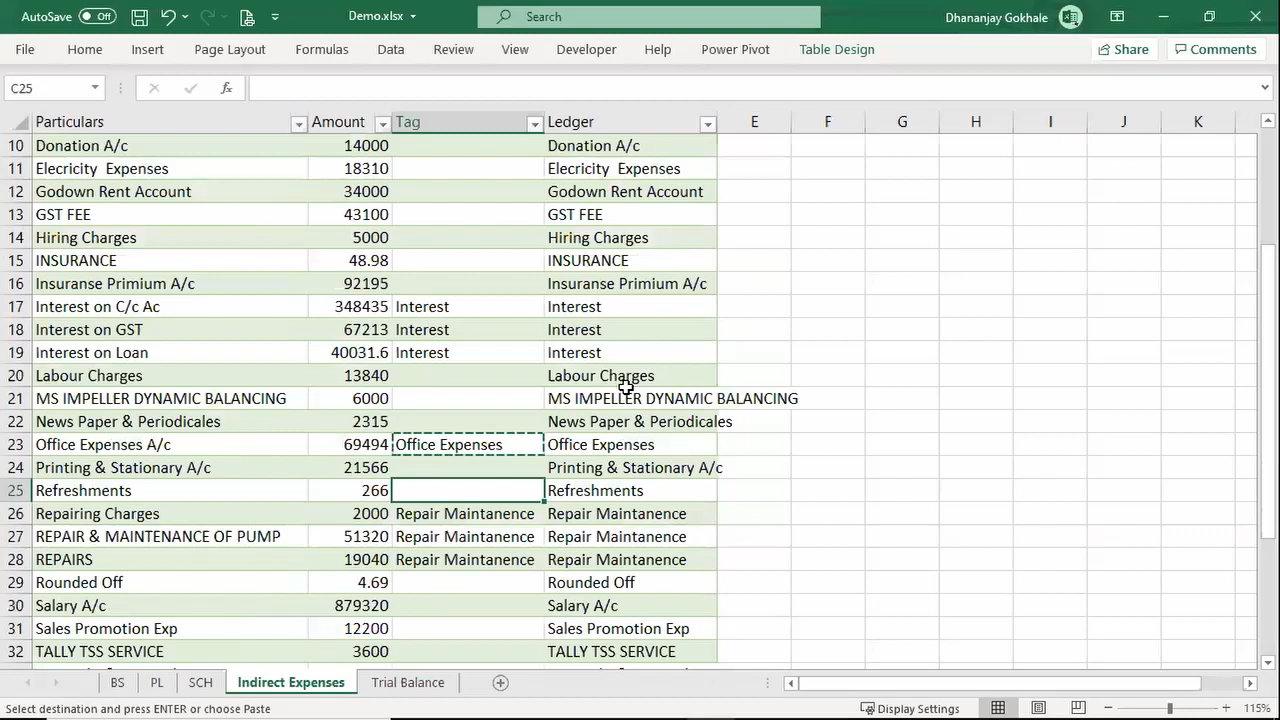 AutoSave Off Demo.xlsx Search Dhananjay Gokhale
File Home Insert Page Layout Formulas Data Review View Developer Help Power Pivot Table Design Share Comments
C25 fx
Particulars Amount Tag Ledger E F G H I J K
10 Donation A/c 14000 Donation A/c
11 Elecricity Expenses 18310 Elecricity Expenses
12 Godown Rent Account 34000 Godown Rent Account
13 GST FEE 43100 GST FEE
14 Hiring Charges 5000 Hiring Charges
15 INSURANCE 48.98 INSURANCE
16 Insuranse Primium A/c 92195 Insuranse Primium A/c
17 Interest on C/c Ac 348435 Interest Interest
18 Interest on GST 67213 Interest Interest
19 Interest on Loan 40031.6 Interest Interest
20 Labour Charges 13840 Labour Charges
21 MS IMPELLER DYNAMIC BALANCING 6000 MS IMPELLER DYNAMIC BALANCING
22 News Paper & Periodicales 2315 News Paper & Periodicales
23 Office Expenses A/c 69494 Office Expenses Office Expenses
24 Printing & Stationary A/c 21566 Printing & Stationary A/c
25 Refreshments 266 Refreshments
26 Repairing Charges 2000 Repair Maintanence Repair Maintanence
27 REPAIR & MAINTENANCE OF PUMP 51320 Repair Maintanence Repair Maintanence
28 REPAIRS 19040 Repair Maintanence Repair Maintanence
29 Rounded Off 4.69 Rounded Off
30 Salary A/c 879320 Salary A/c
31 Sales Promotion Exp 12200 Sales Promotion Exp
32 TALLY TSS SERVICE 3600 TALLY TSS SERVICE
BS PL SCH Indirect Expenses Trial Balance
Select destination and press ENTER or choose Paste Display Settings 115%